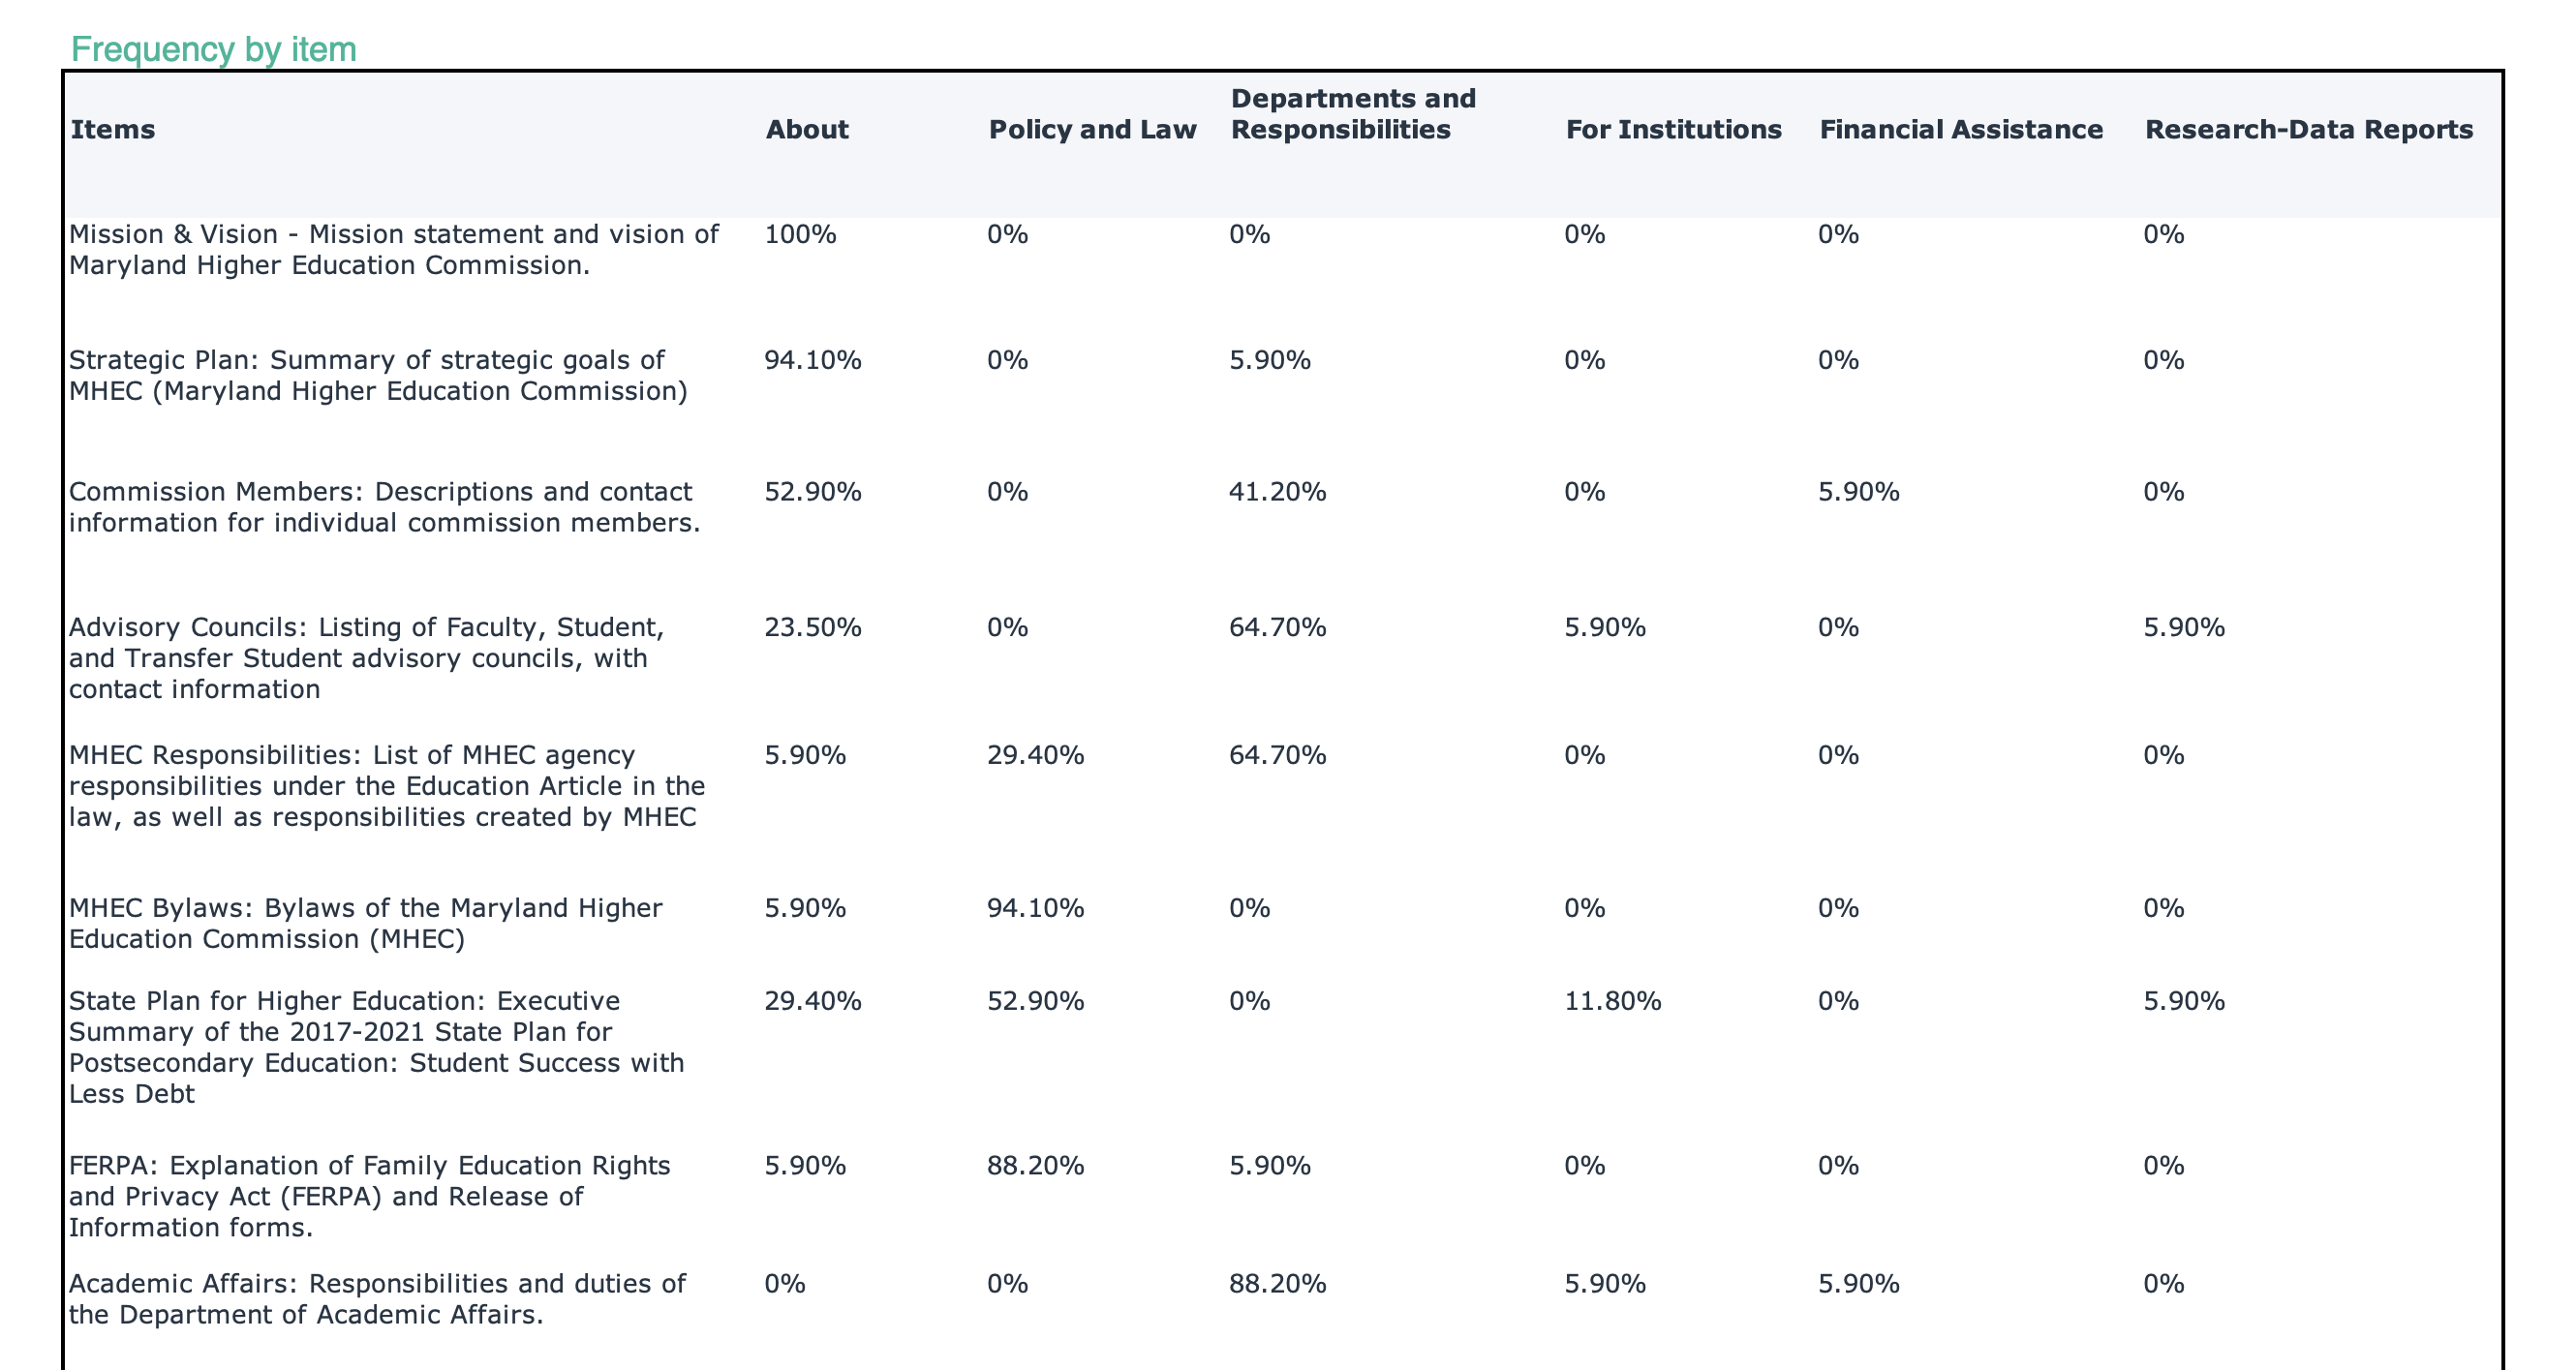 Frequency by item
Items About Policy and Law Departments and Responsibilities For Institutions Financial Assistance Research-Data Reports
Mission & Vision - Mission statement and vision of 100% 0% 0% 0% 0% 0%
Maryland Higher Education Commission.
Strategic Plan: Summary of strategic goals of 94.10% 0% 5.90% 0% 0% 0%
MHEC (Maryland Higher Education Commission)
Commission Members: Descriptions and contact 52.90% 0% 41.20% 0% 5.90% 0%
information for individual commission members.
Advisory Councils: Listing of Faculty, Student, 23.50% 0% 64.70% 5.90% 0% 5.90%
and Transfer Student advisory councils, with
contact information
MHEC Responsibilities: List of MHEC agency 5.90% 29.40% 64.70% 0% 0% 0%
responsibilities under the Education Article in the
law, as well as responsibilities created by MHEC
MHEC Bylaws: Bylaws of the Maryland Higher 5.90% 94.10% 0% 0% 0% 0%
Education Commission (MHEC)
State Plan for Higher Education: Executive 29.40% 52.90% 0% 11.80% 0% 5.90%
Summary of the 2017-2021 State Plan for
Postsecondary Education: Student Success with
Less Debt
FERPA: Explanation of Family Education Rights 5.90% 88.20% 5.90% 0% 0% 0%
and Privacy Act (FERPA) and Release of
Information forms.
Academic Affairs: Responsibilities and duties of 0% 0% 88.20% 5.90% 5.90% 0%
the Department of Academic Affairs.